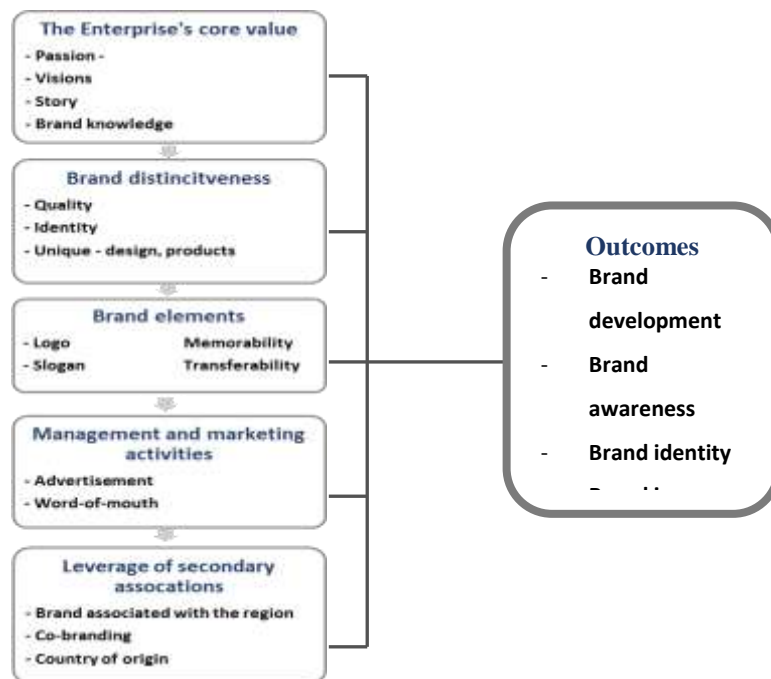 The Enterprise's core value
- Passion -
- Visions
- Story
- Brand knowledge
Brand distincitveness
- Quality
- Identity
- Unique - design, products
Brand elements
- Logo Memorability
- Slogan Transferability
Management and marketing
activities
- Advertisement
- Word-of-mouth
Leverage of secondary
assocations
- Brand associated with the region
- Co-branding
- Country of origin
Outcomes
- Brand
development
- Brand
awareness
- Brand identity